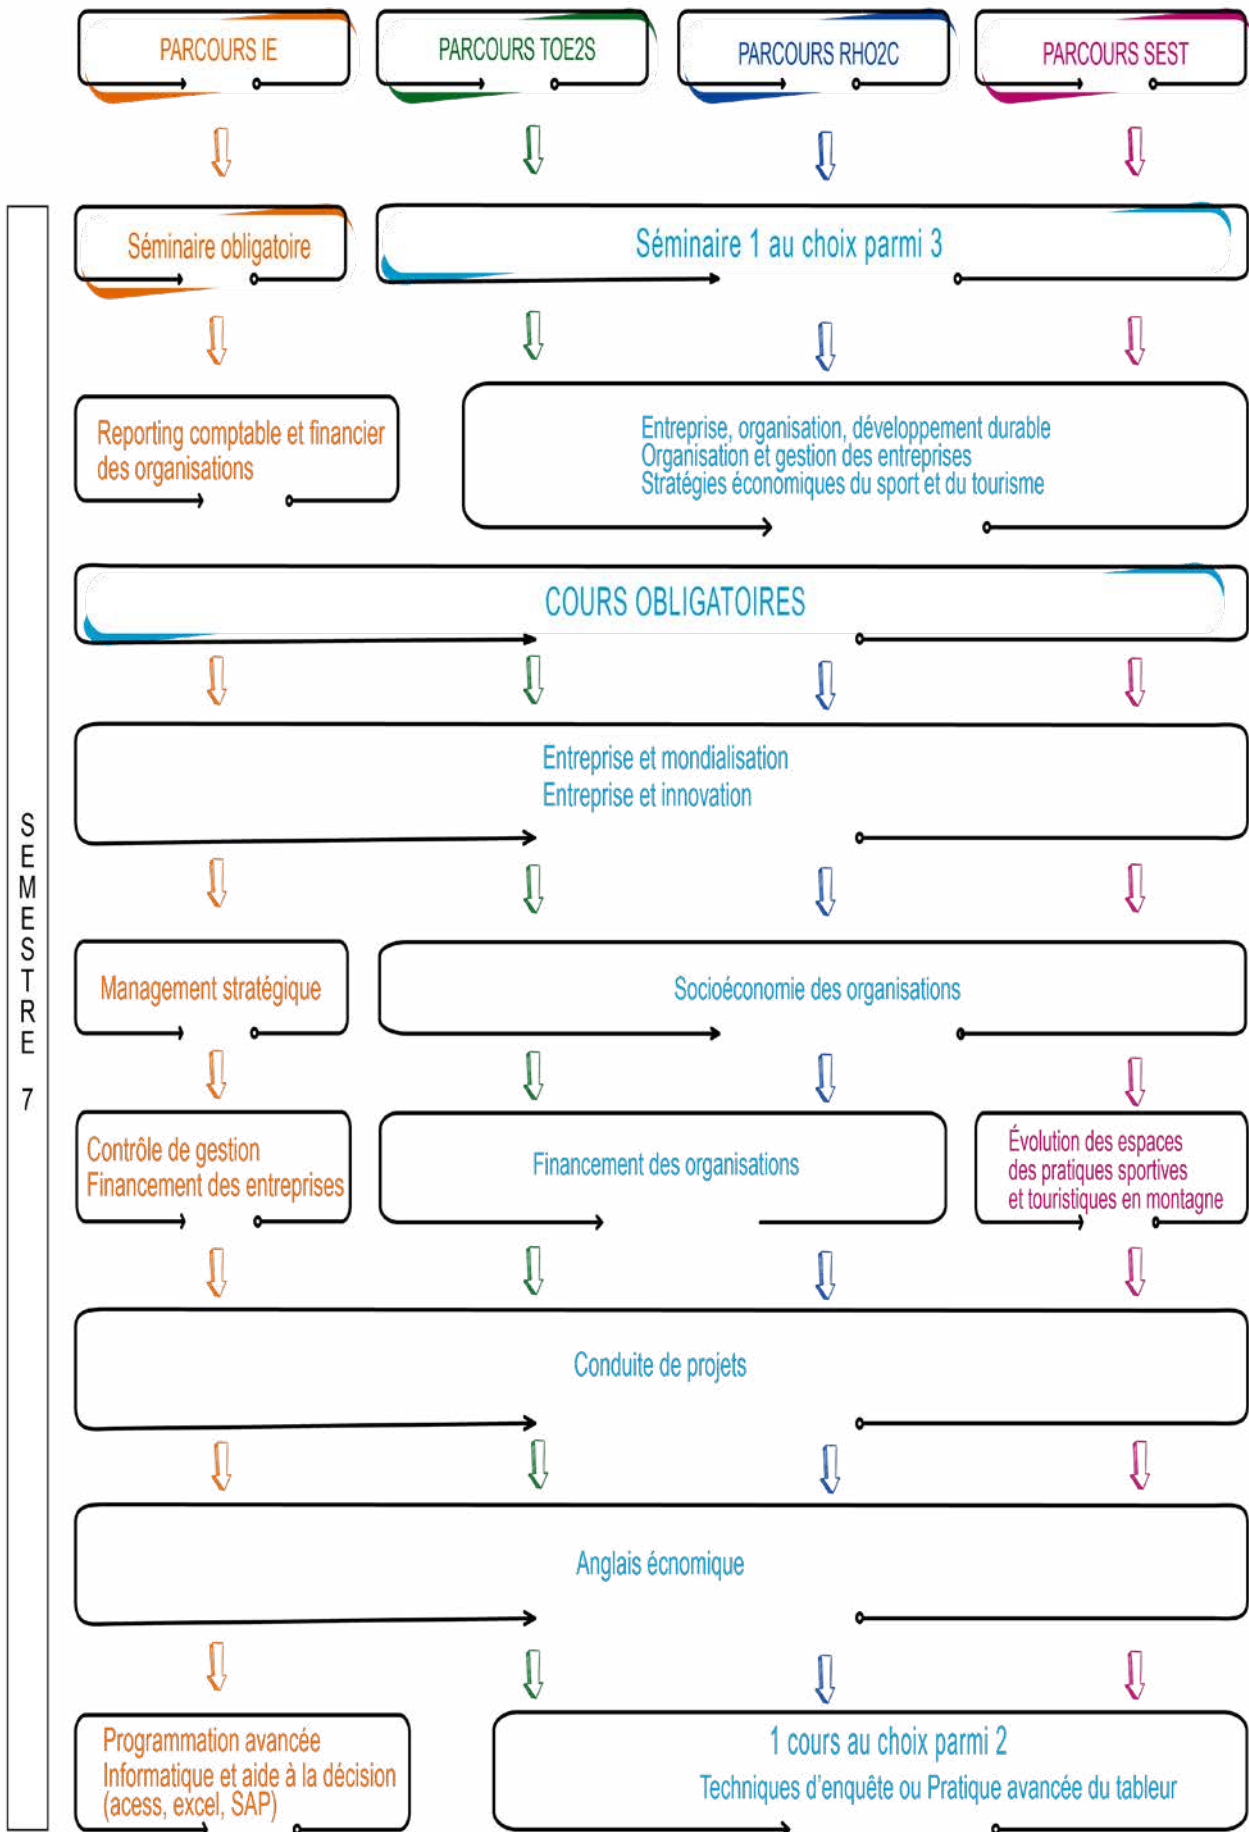 PARCOURS IE
PARCOURS TOE2S
PARCOURS RHO2C
PARCOURS SEST
SEMESTRE 7
Séminaire obligatoire
Séminaire 1 au choix parmi 3
Reporting comptable et financier
des organisations
Entreprise, organisation, développement durable
Organisation et gestion des entreprises
Stratégies économiques du sport et du tourisme
COURS OBLIGATOIRES
Entreprise et mondialisation
Entreprise et innovation
Management stratégique
Socioéconomie des organisations
Contrôle de gestion
Financement des entreprises
Financement des organisations
Évolution des espaces
des pratiques sportives
et touristiques en montagne
Conduite de projets
Anglais écnomique
Programmation avancée
Informatique et aide à la décision
(acess, excel, SAP)
1 cours au choix parmi 2
Techniques d'enquête ou Pratique avancée du tableur